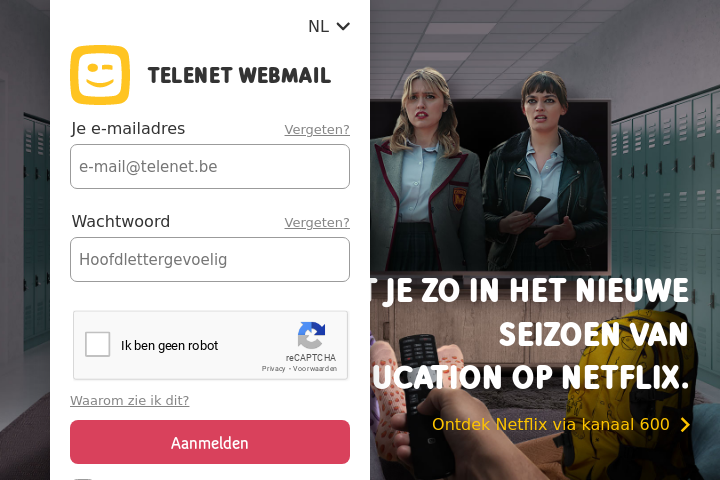 NL
TELENET WEBMAIL
Je e-mailadres
Vergeten?
e-mail@telenet.be
Wachtwoord
Vergeten?
Hoofdlettergevoelig
Ik ben geen robot
reCAPTCHA
Privacy - Voorwaarden
Waarom zie ik dit?
Aanmelden
JE ZO IN HET NIEUWE
SEIZOEN VAN
UCATION OP NETFLIX.
Ontdek Netflix via kanaal 600